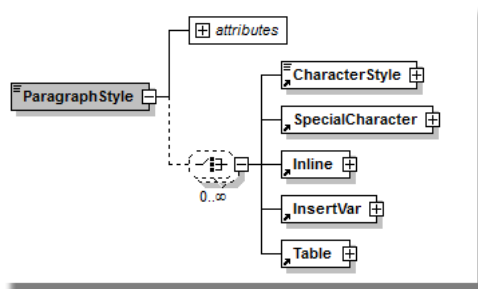 attributes
ParagraphStyle
CharacterStyle
SpecialCharacter
Inline
0..∞
InsertVar
Table